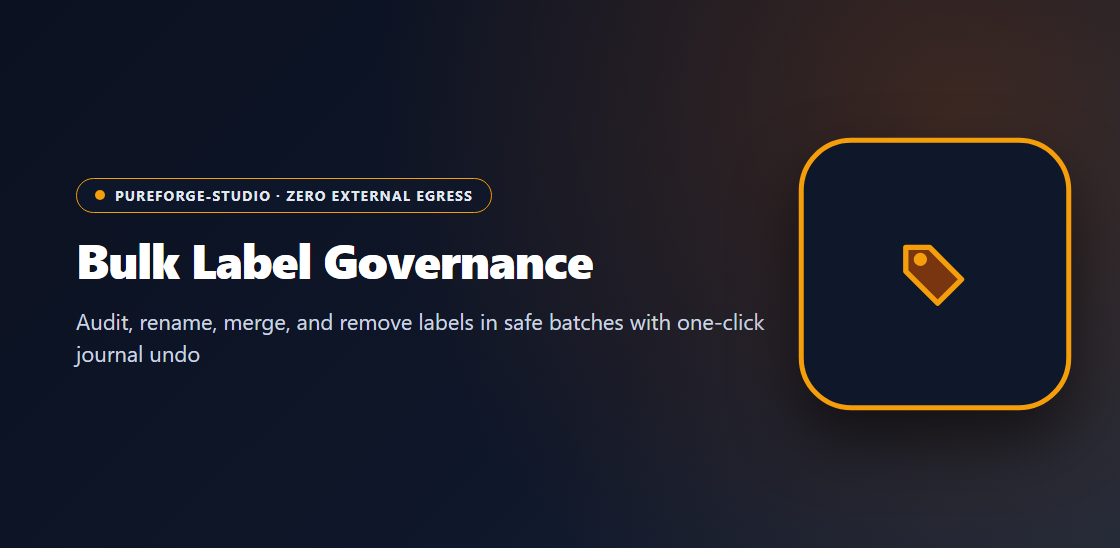 PUREFORGE-STUDIO · ZERO EXTERNAL EGRESS
Bulk Label Governance
Audit, rename, merge, and remove labels in safe batches with one-click
journal undo